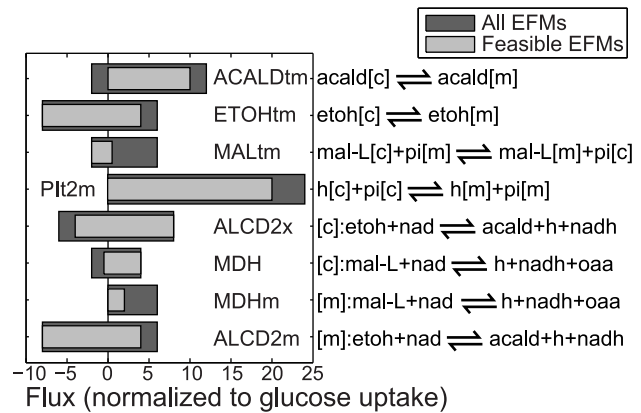 All EFMs
Feasible EFMs
ACALDtm acald[c] ⇌ acald[m]
ETOHtm etoh[c] ⇌ etoh[m]
MALtm mal-L[c]+pi[m] ⇌ mal-L[m]+pi[c]
PIt2m h[c]+pi[c] ⇌ h[m]+pi[m]
ALCD2x [c]:etoh+nad ⇌ acald+h+nadh
MDH [c]:mal-L+nad ⇌ h+nadh+oaa
MDHm [m]:mal-L+nad ⇌ h+nadh+oaa
ALCD2m [m]:etoh+nad ⇌ acald+h+nadh
−10 −5 0 5 10 15 20 25
Flux (normalized to glucose uptake)